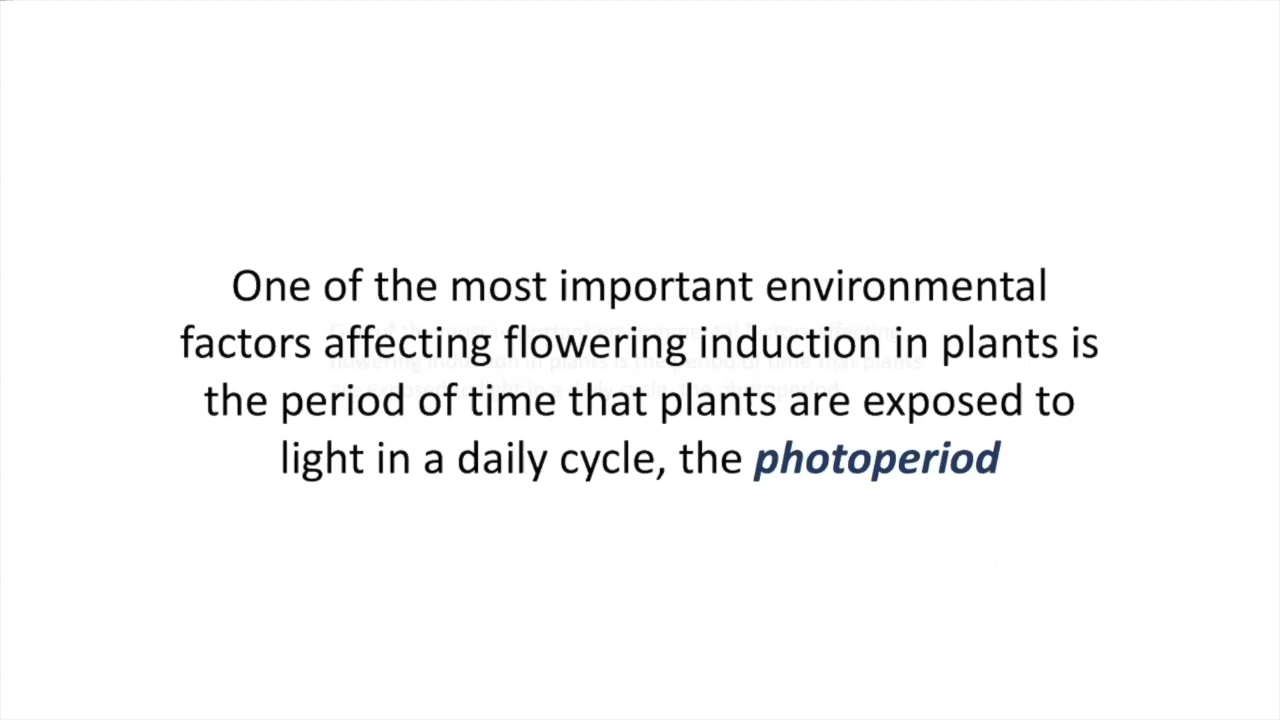 One of the most important environmental
factors affecting flowering induction in plants is
the period of time that plants are exposed to
light in a daily cycle, the photoperiod